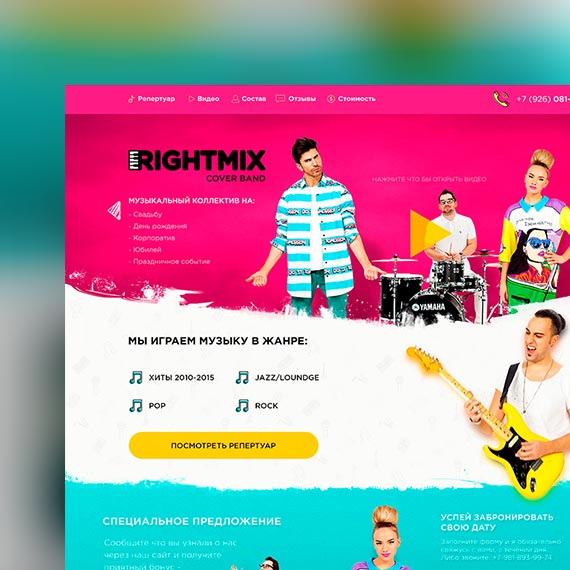 Репертуар
Видео
Состав
Отзывы
Стоимость
+7 (926) 081-
RIGHTMIX
COVER BAND
НАЖМИТЕ ЧТО БЫ ОТКРЫТЬ ВИДЕО
МУЗЫКАЛЬНЫЙ КОЛЛЕКТИВ НА:
- Свадьбу
- День рождения
- Корпоратив
- Юбилей
- Праздничное событие
YAMAHA
МЫ ИГРАЕМ МУЗЫКУ В ЖАНРЕ:
ХИТЫ 2010-2015
JAZZ/LOUNDGE
POP
ROCK
ПОСМОТРЕТЬ РЕПЕРТУАР
СПЕЦИАЛЬНОЕ ПРЕДЛОЖЕНИЕ
Сообщите что вы узнали о нас
через наш сайт и получите
приятный бонус -
УСПЕЙ ЗАБРОНИРОВАТЬ
СВОЮ ДАТУ
Заполните форму и я обязательно
свяжусь с вами, в течении дня.
Либо звоните: +7-981-893-99-74